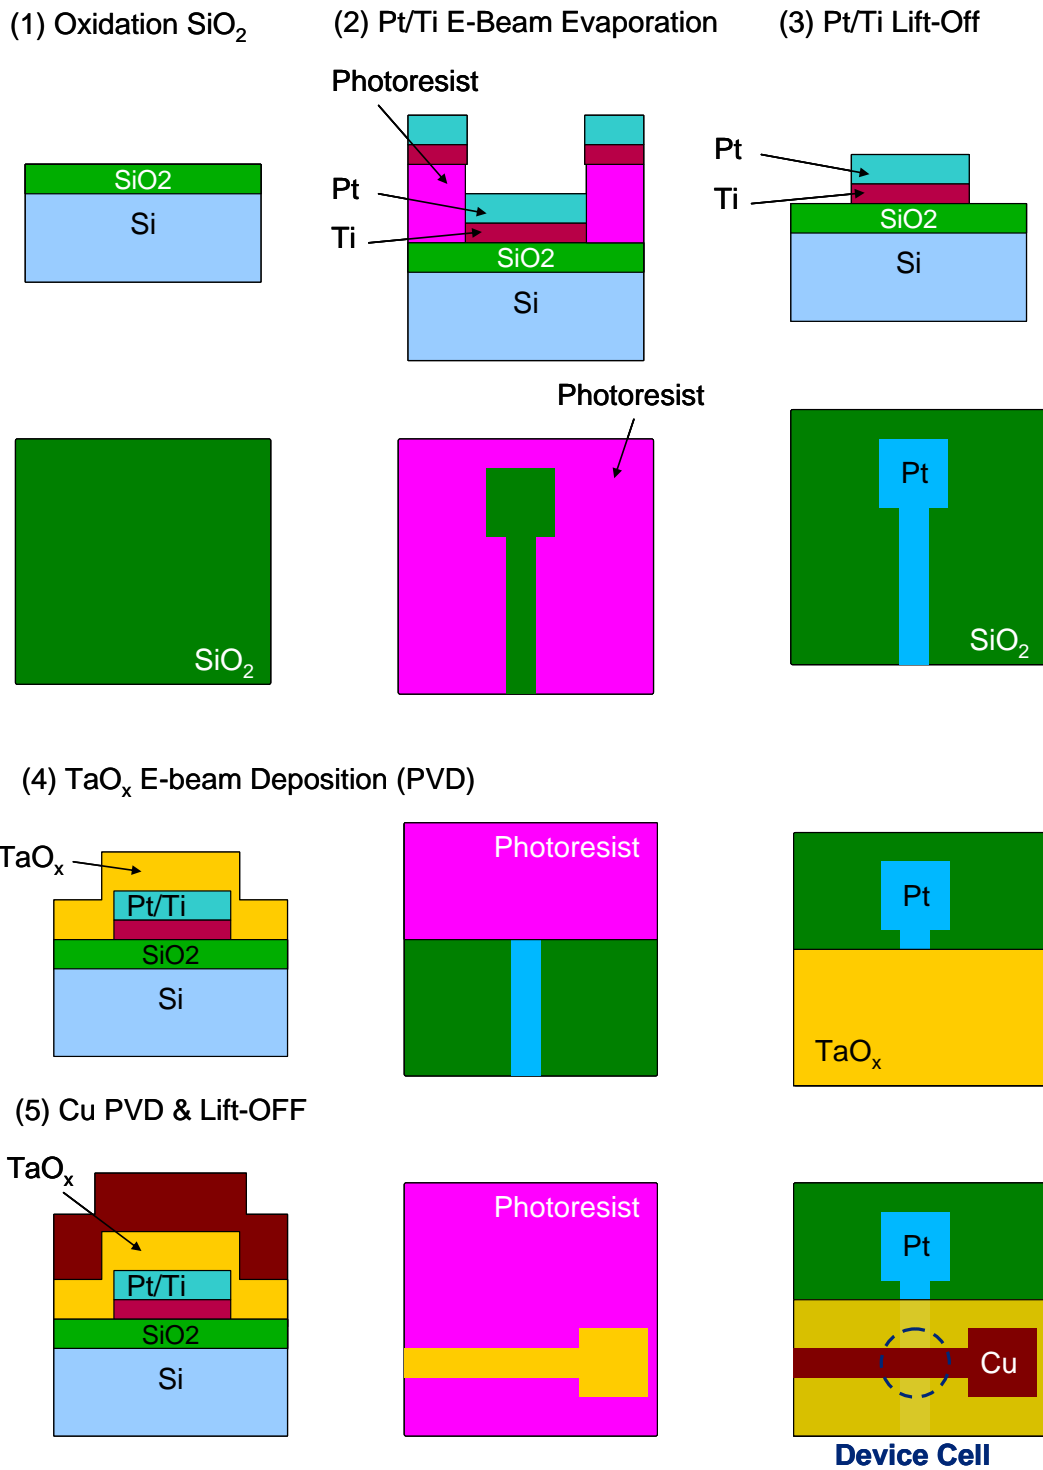 (1) Oxidation SiO₂
(2) Pt/Ti E-Beam Evaporation
(3) Pt/Ti Lift-Off
Photoresist
Pt
Ti
SiO2
Si
SiO2
Si
Pt
Ti
SiO2
Si
Photoresist
SiO₂
Pt
SiO₂
(4) TaOₓ E-beam Deposition (PVD)
TaOₓ
Pt/Ti
SiO2
Si
Photoresist
Pt
TaOₓ
(5) Cu PVD & Lift-OFF
TaOₓ
Pt/Ti
SiO2
Si
Photoresist
Pt
Cu
Device Cell